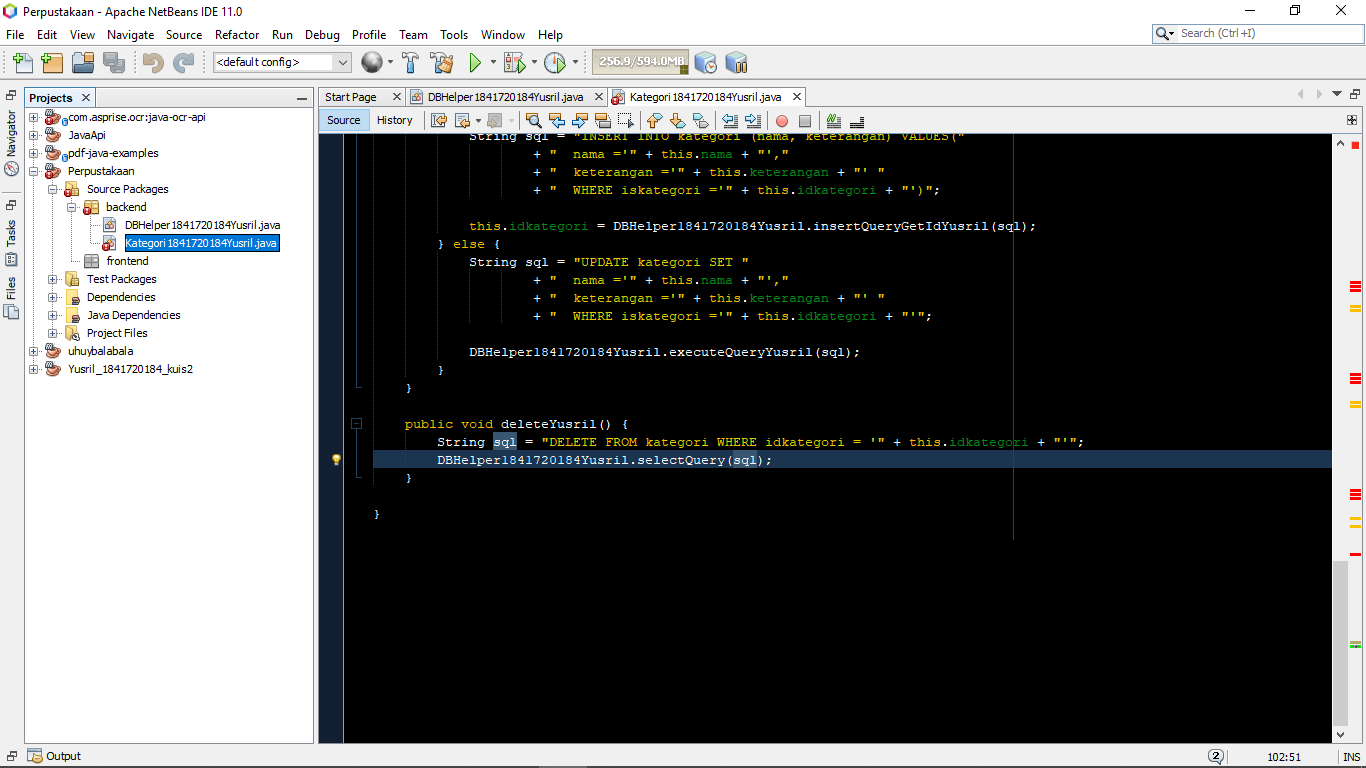 Perpustakaan - Apache NetBeans IDE 11.0
File Edit View Navigate Source Refactor Run Debug Profile Team Tools Window Help
Search (Ctrl+I)
<default config>
256.9/594.0MB
Navigator
Tasks
Files
Projects
com.asprise.ocr:java-ocr-api
JavaApi
pdf-java-examples
Perpustakaan
Source Packages
backend
DBHelper1841720184Yusril.java
Kategori1841720184Yusril.java
frontend
Test Packages
Dependencies
Java Dependencies
Project Files
uhuybalabala
Yusril_1841720184_kuis2
Start Page DBHelper1841720184Yusril.java Kategori1841720184Yusril.java
Source History
String sql = "INSERT INTO kategori (nama, keterangan) VALUES("
+ "  nama ='" + this.nama + "',"
+ "  keterangan ='" + this.keterangan + "' "
+ "  WHERE iskategori ='" + this.idkategori + "')";
this.idkategori = DBHelper1841720184Yusril.insertQueryGetIdYusril(sql);
} else {
String sql = "UPDATE kategori SET "
+ "  nama ='" + this.nama + "',"
+ "  keterangan ='" + this.keterangan + "' "
+ "  WHERE iskategori ='" + this.idkategori + "'";
DBHelper1841720184Yusril.executeQueryYusril(sql);
}
}
public void deleteYusril() {
String sql = "DELETE FROM kategori WHERE idkategori = '" + this.idkategori + "'";
DBHelper1841720184Yusril.selectQuery(sql);
}
}
Output
2
102:51
INS